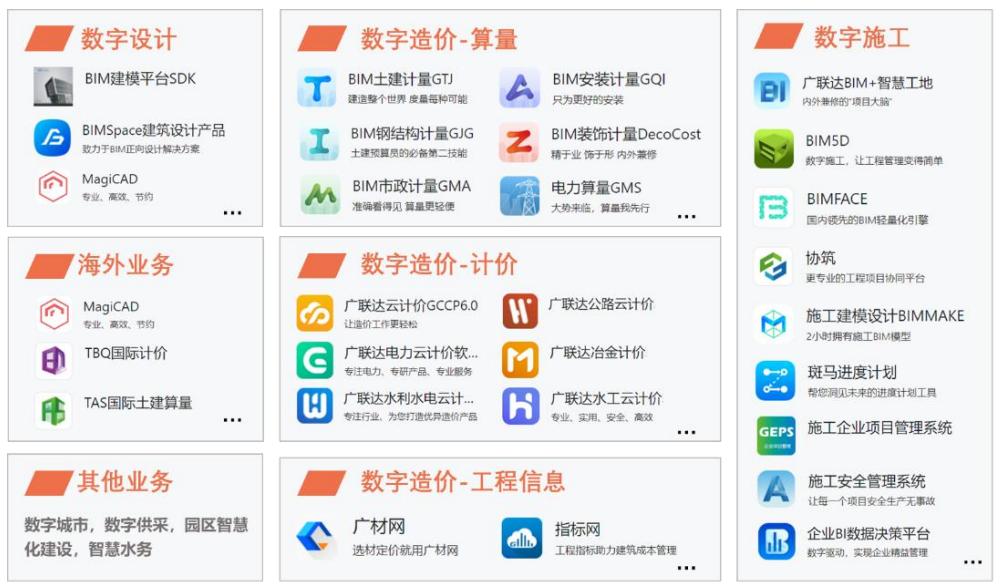 数字设计
BIM建模平台SDK
BIMSpace建筑设计产品
致力于BIM正向设计解决方案
MagiCAD
专业、高效、节约
...
海外业务
MagiCAD
专业、高效、节约
TBQ国际计价
TAS国际土建算量
...
其他业务
数字城市，数字供采，园区智慧
化建设，智慧水务
数字造价-算量
BIM土建计量GTJ
建造整个世界 度量每种可能
BIM安装计量GQI
只为更好的安装
BIM钢结构计量GJG
土建预算员的必备第二技能
BIM装饰计量DecoCost
精于业 饰于形 内外兼修
BIM市政计量GMA
准确看得见 算量更轻便
电力算量GMS
大势来临，算量我先行
...
数字造价-计价
广联达云计价GCCP6.0
让造价工作更轻松
广联达公路云计价
广联达电力云计价软...
专注电力、专研产品、专业服务
广联达冶金计价
广联达水利水电云计...
专注行业、为您打造优异造价产品
广联达水工云计价
专业、实用、安全、高效
...
数字造价-工程信息
广材网
选材定价就用广材网
指标网
工程指标助力建筑成本管理
...
数字施工
BI
广联达BIM+智慧工地
内外兼修的“项目大脑”
BIM5D
数字施工，让工程管理变得简单
BIMFACE
国内领先的BIM轻量化引擎
协筑
更专业的工程项目协同平台
施工建模设计BIMMAKE
2小时拥有施工BIM模型
斑马进度计划
帮您洞见未来的进度计划工具
GEPS
施工企业项目管理系统
施工安全管理系统
让每一个项目安全生产无事故
企业BI数据决策平台
数字驱动，实现企业精益管理
...